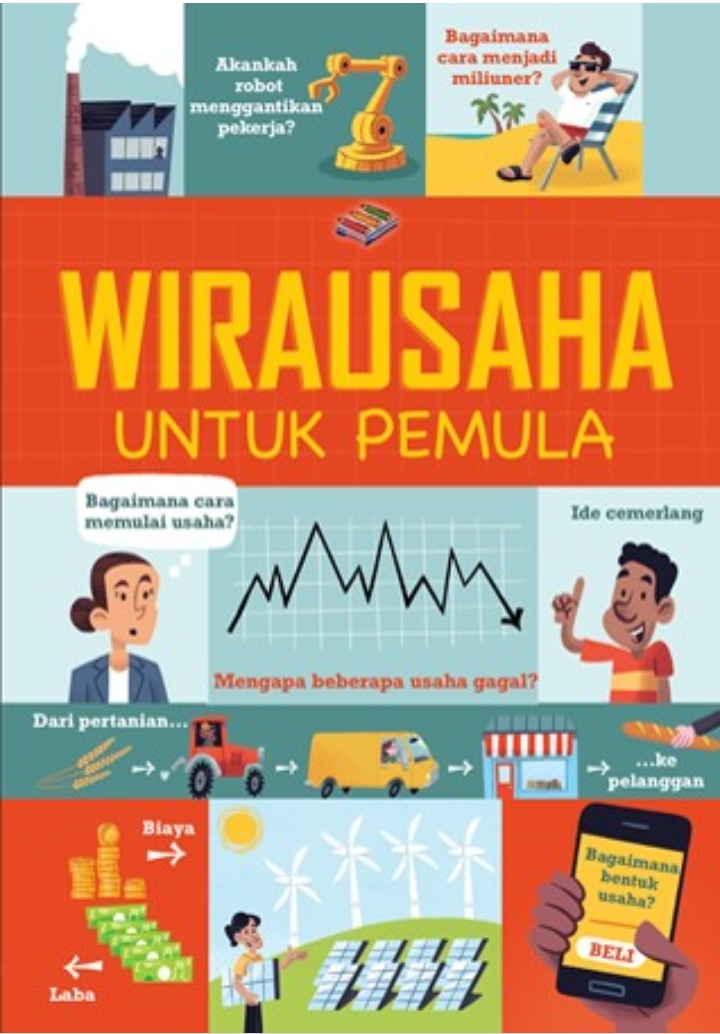 Akankah
robot
menggantikan
pekerja?
Bagaimana
cara menjadi
miliuner?
WIRAUSAHA
UNTUK PEMULA
Bagaimana cara
memulai usaha?
Ide cemerlang
Mengapa beberapa usaha gagal?
Dari pertanian...
...ke
pelanggan
Biaya
Laba
Bagaimana
bentuk
usaha?
BELI